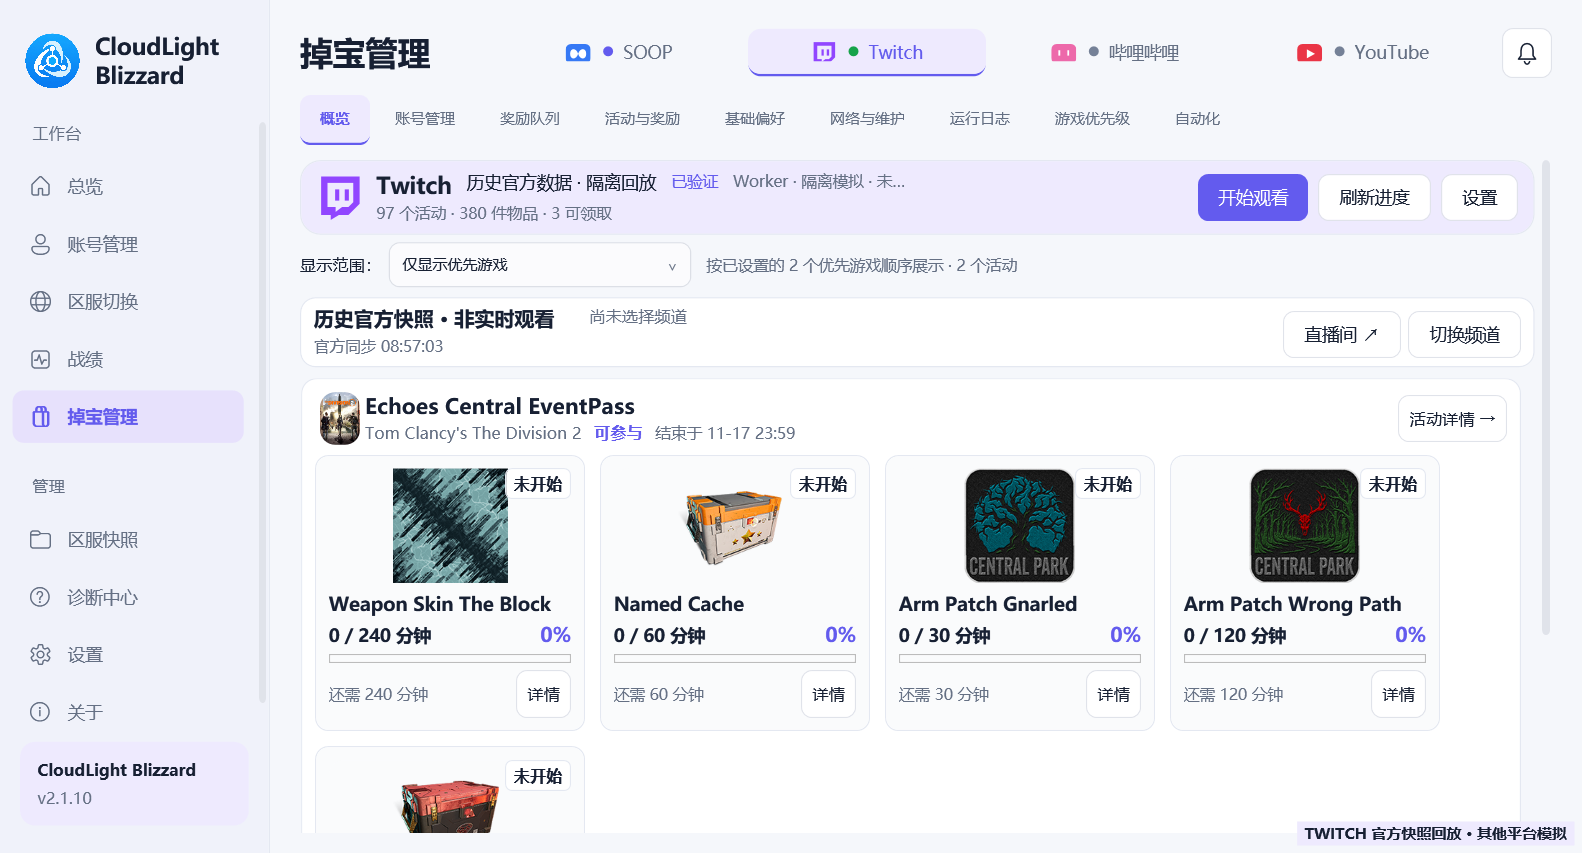 CloudLight
Blizzard
工作台
总览
账号管理
区服切换
战绩
掉宝管理
管理
区服快照
诊断中心
设置
关于
CloudLight Blizzard
v2.1.10
掉宝管理
SOOP
Twitch
哔哩哔哩
YouTube
概览
账号管理
奖励队列
活动与奖励
基础偏好
网络与维护
运行日志
游戏优先级
自动化
Twitch 历史官方数据 · 隔离回放 已验证 Worker · 隔离模拟 · 未...
97 个活动 · 380 件物品 · 3 可领取
开始观看
刷新进度
设置
显示范围：
仅显示优先游戏
按已设置的 2 个优先游戏顺序展示 · 2 个活动
历史官方快照 • 非实时观看
尚未选择频道
官方同步 08:57:03
直播间 ↗
切换频道
Echoes Central EventPass
Tom Clancy's The Division 2 可参与 结束于 11-17 23:59
活动详情 →
未开始
Weapon Skin The Block
0 / 240 分钟 0%
还需 240 分钟
详情
未开始
Named Cache
0 / 60 分钟 0%
还需 60 分钟
详情
未开始
CENTRAL PARK
Arm Patch Gnarled
0 / 30 分钟 0%
还需 30 分钟
详情
未开始
CENTRAL PARK
Arm Patch Wrong Path
0 / 120 分钟 0%
还需 120 分钟
详情
未开始
TWITCH 官方快照回放 • 其他平台模拟